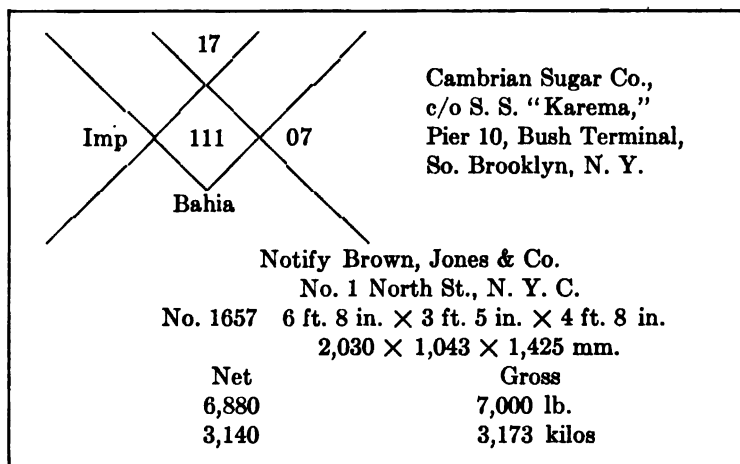 17
Imp 111 07
Bahia
Cambrian Sugar Co.,
c/o S. S. "Karema,"
Pier 10, Bush Terminal,
So. Brooklyn, N. Y.
Notify Brown, Jones & Co.
No. 1 North St., N. Y. C.
No. 1657 6 ft. 8 in. × 3 ft. 5 in. × 4 ft. 8 in.
2,030 × 1,043 × 1,425 mm.
Net Gross
6,880 7,000 lb.
3,140 3,173 kilos